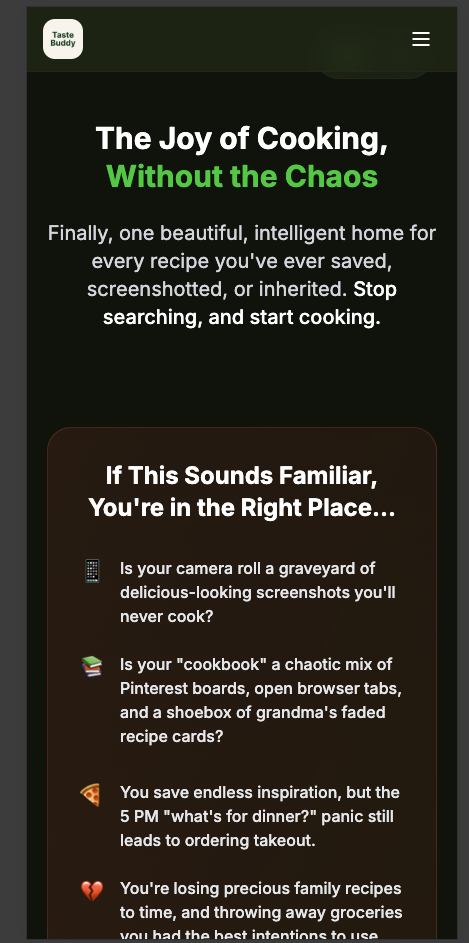 Taste
Buddy
The Joy of Cooking,
Without the Chaos
Finally, one beautiful, intelligent home for
every recipe you've ever saved,
screenshotted, or inherited. Stop
searching, and start cooking.
If This Sounds Familiar,
You're in the Right Place...
Is your camera roll a graveyard of
delicious-looking screenshots you'll
never cook?
Is your "cookbook" a chaotic mix of
Pinterest boards, open browser tabs,
and a shoebox of grandma's faded
recipe cards?
You save endless inspiration, but the
5 PM "what's for dinner?" panic still
leads to ordering takeout.
You're losing precious family recipes
to time, and throwing away groceries
you had the best intentions to use.